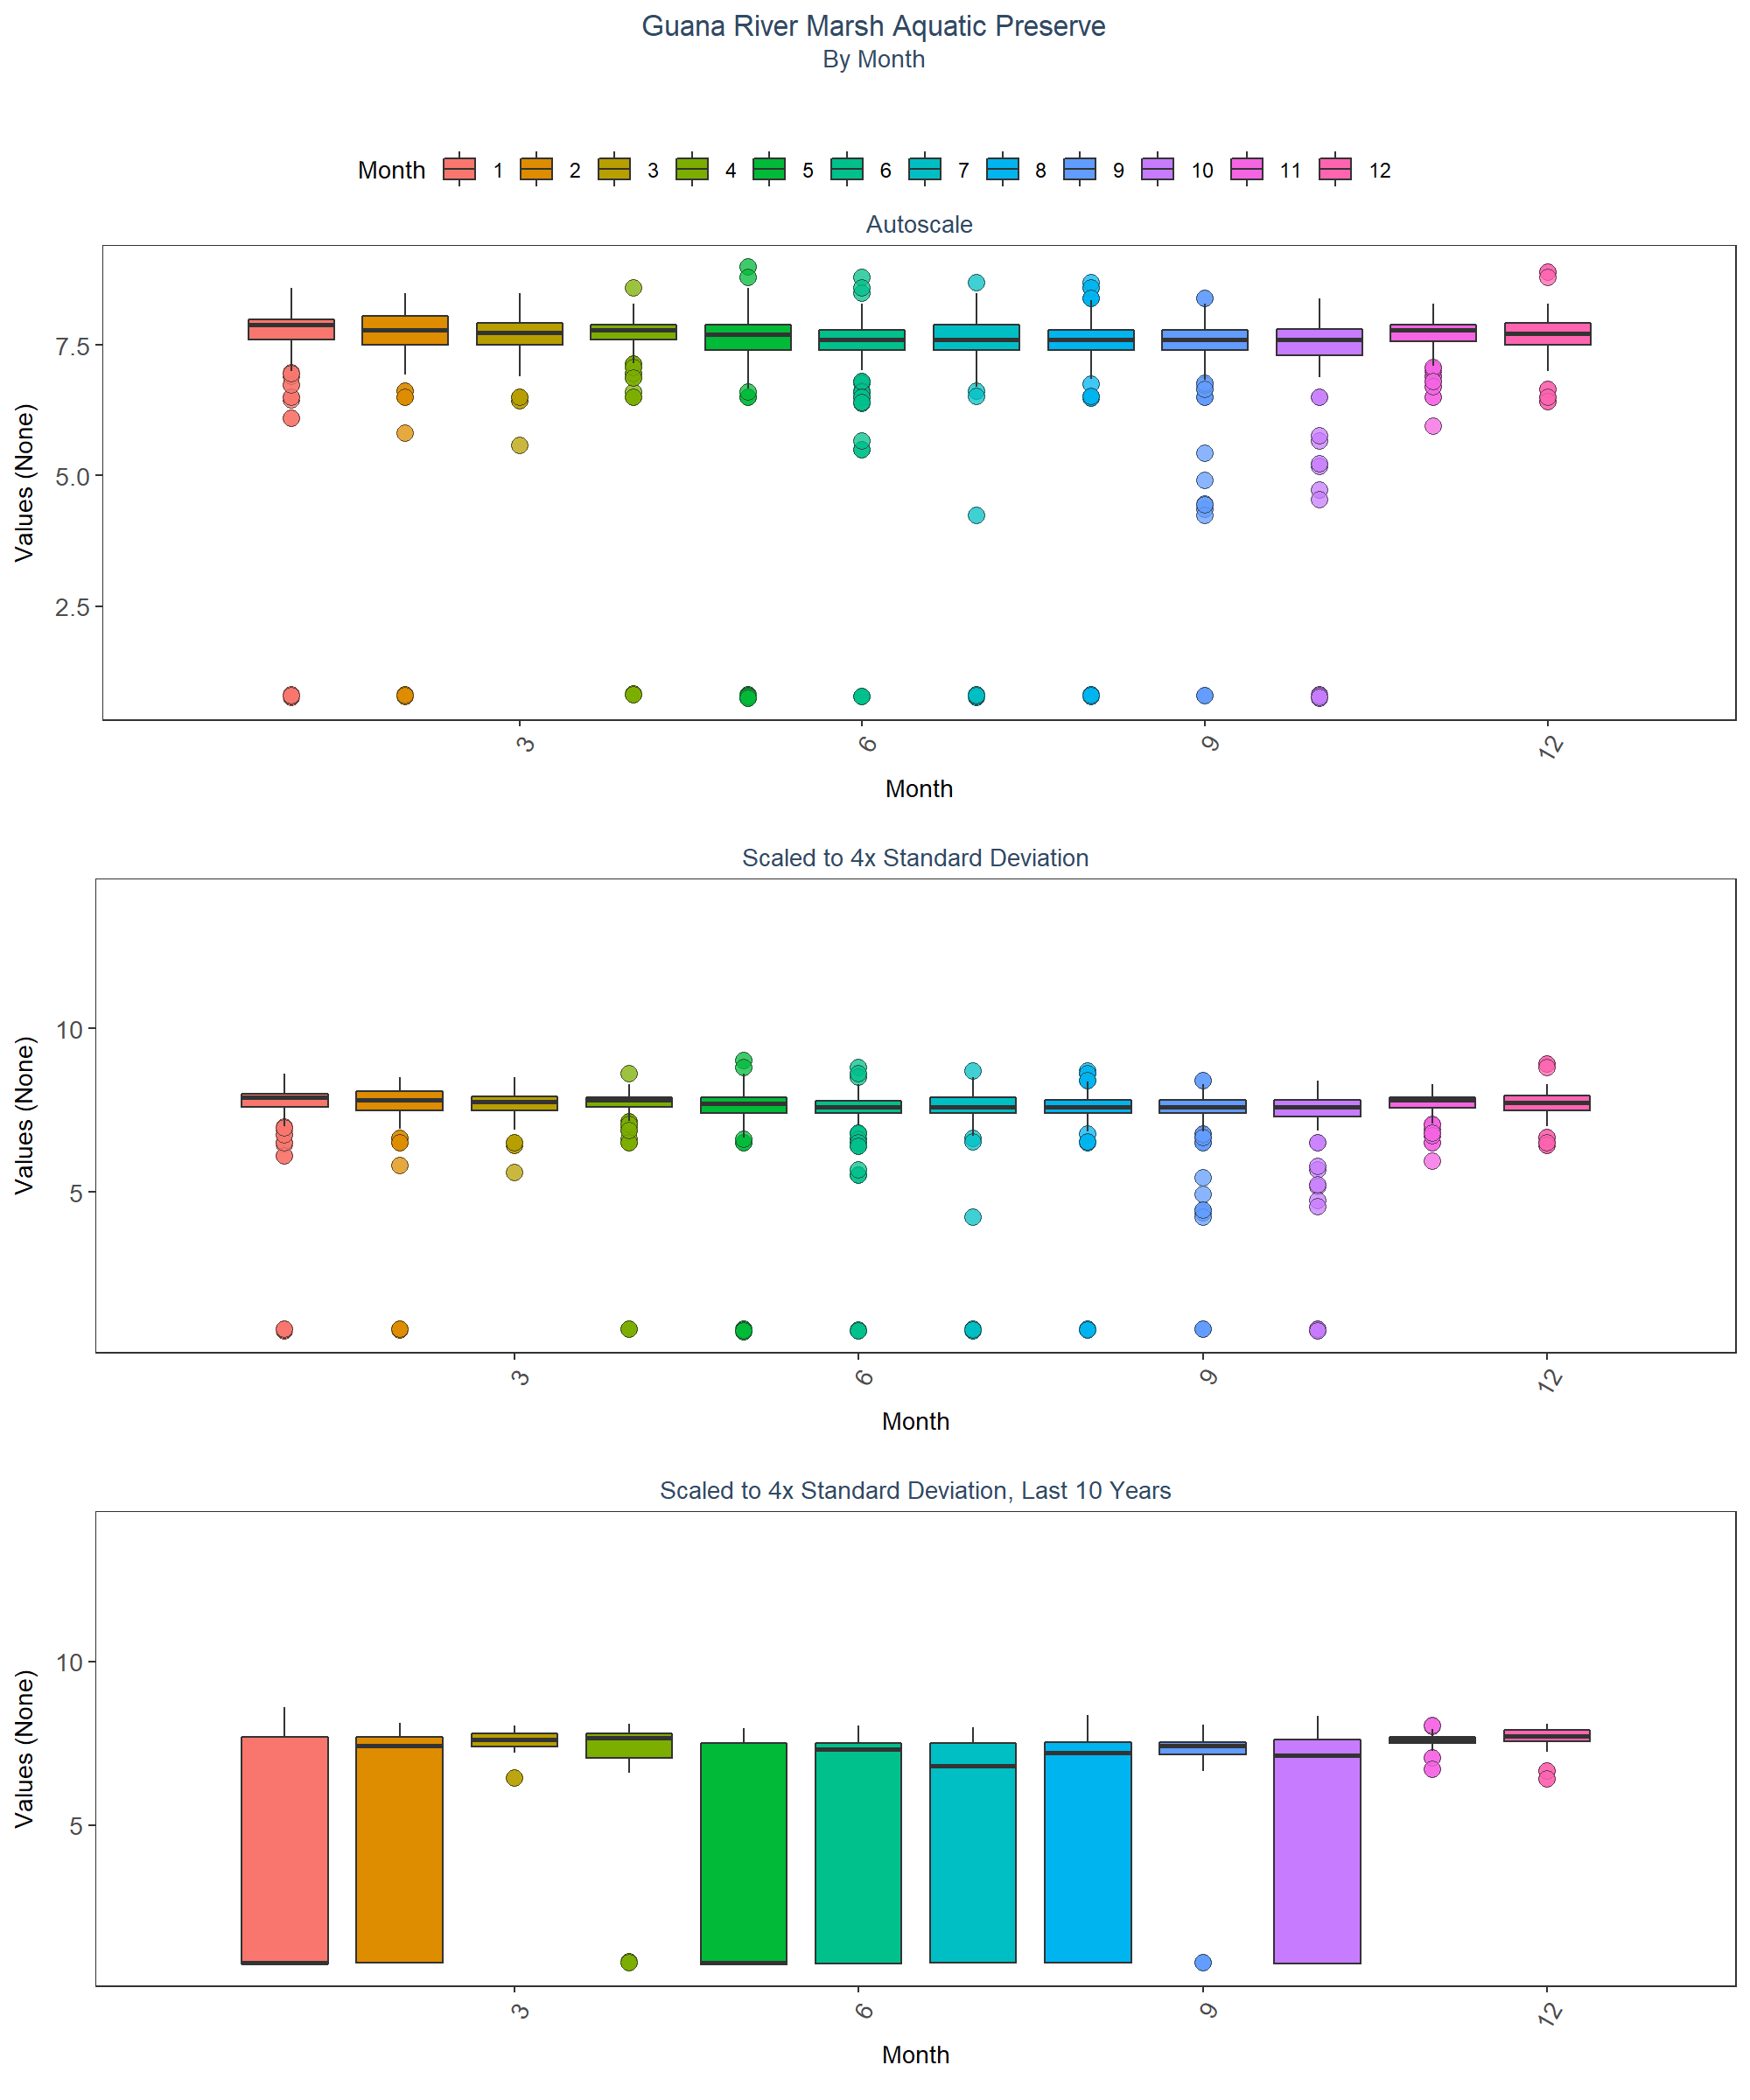 Guana River Marsh Aquatic Preserve
By Month
Month 1 2 3 4 5 6 7 8 9 10 11 12
Autoscale
Values (None)
7.5
5.0
2.5
3 6 9 12
Month
Scaled to 4x Standard Deviation
Values (None)
10
5
3 6 9 12
Month
Scaled to 4x Standard Deviation, Last 10 Years
Values (None)
10
5
3 6 9 12
Month